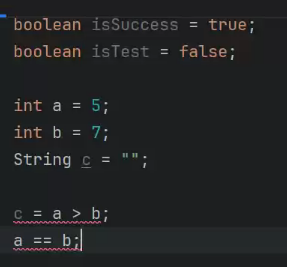 boolean isSuccess = true;
boolean isTest = false;
int a = 5;
int b = 7;
String c = "";
c = a > b;
a == b;